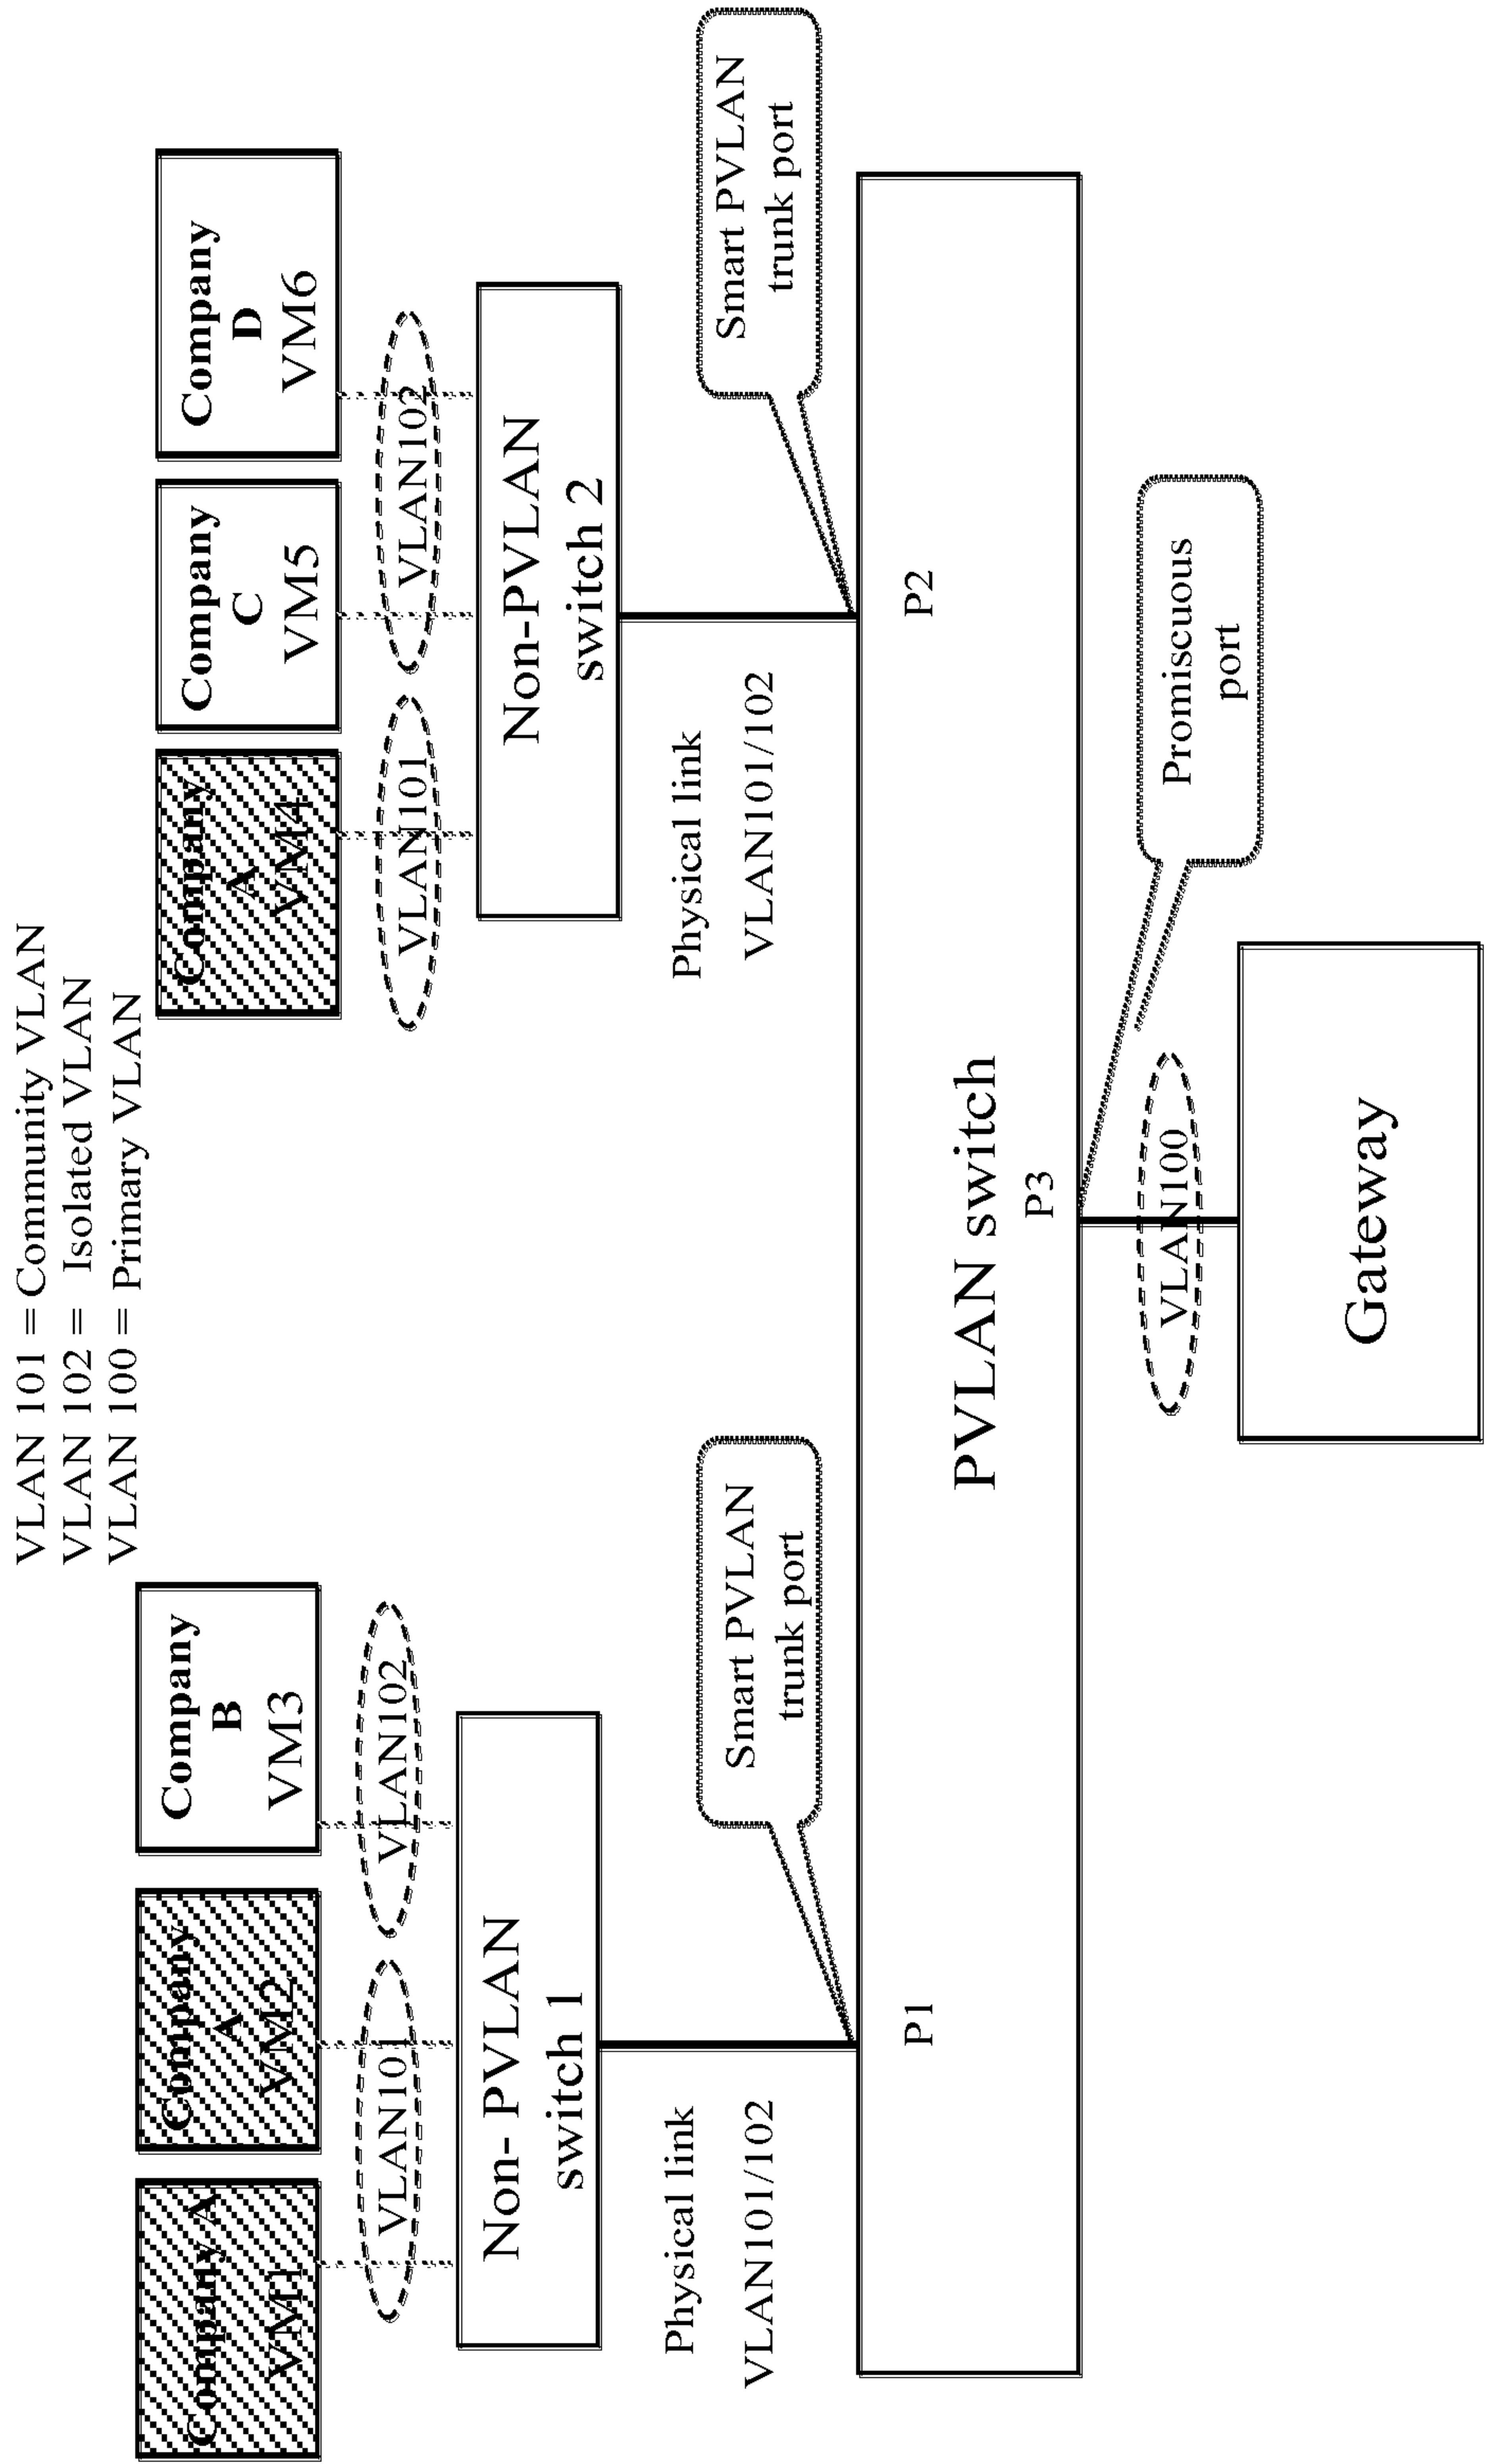 VLAN 101 = Community VLAN
VLAN 102 = Isolated VLAN
VLAN 100 = Primary VLAN
Company A
VM1
Company
A
VM2
Company
B
VM3
Company
A
VM4
Company
C
VM5
Company
D
VM6
VLAN101
VLAN102
VLAN101
VLAN102
Non- PVLAN
switch 1
Non-PVLAN
switch 2
Physical link
VLAN101/102
Smart PVLAN
trunk port
Physical link
VLAN101/102
Smart PVLAN
trunk port
P1
P2
PVLAN switch
P3
VLAN100
Promiscuous
port
Gateway